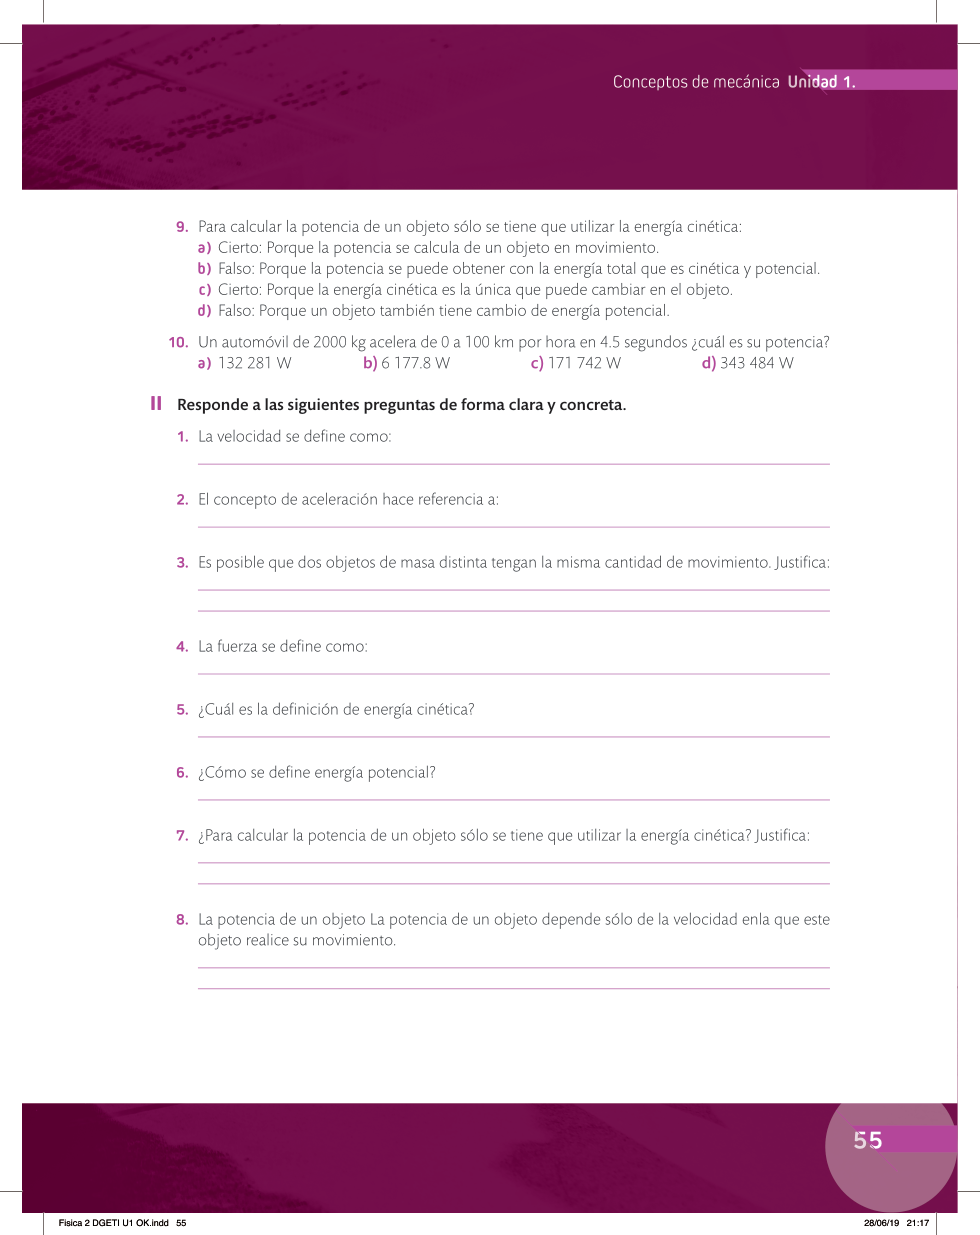 Conceptos de mecánica Unidad 1.
9. Para calcular la potencia de un objeto sólo se tiene que utilizar la energía cinética:
a) Cierto: Porque la potencia se calcula de un objeto en movimiento.
b) Falso: Porque la potencia se puede obtener con la energía total que es cinética y potencial.
c) Cierto: Porque la energía cinética es la única que puede cambiar en el objeto.
d) Falso: Porque un objeto también tiene cambio de energía potencial.
10. Un automóvil de 2000 kg acelera de 0 a 100 km por hora en 4.5 segundos ¿cuál es su potencia?
a) 132 281 W b) 6 177.8 W c) 171 742 W d) 343 484 W
II Responde a las siguientes preguntas de forma clara y concreta.
1. La velocidad se define como:
2. El concepto de aceleración hace referencia a:
3. Es posible que dos objetos de masa distinta tengan la misma cantidad de movimiento. Justifica:
4. La fuerza se define como:
5. ¿Cuál es la definición de energía cinética?
6. ¿Cómo se define energía potencial?
7. ¿Para calcular la potencia de un objeto sólo se tiene que utilizar la energía cinética? Justifica:
8. La potencia de un objeto La potencia de un objeto depende sólo de la velocidad enla que este
objeto realice su movimiento.
55
Fisica 2 DGETI U1 OK.indd 55 28/06/19 21:17